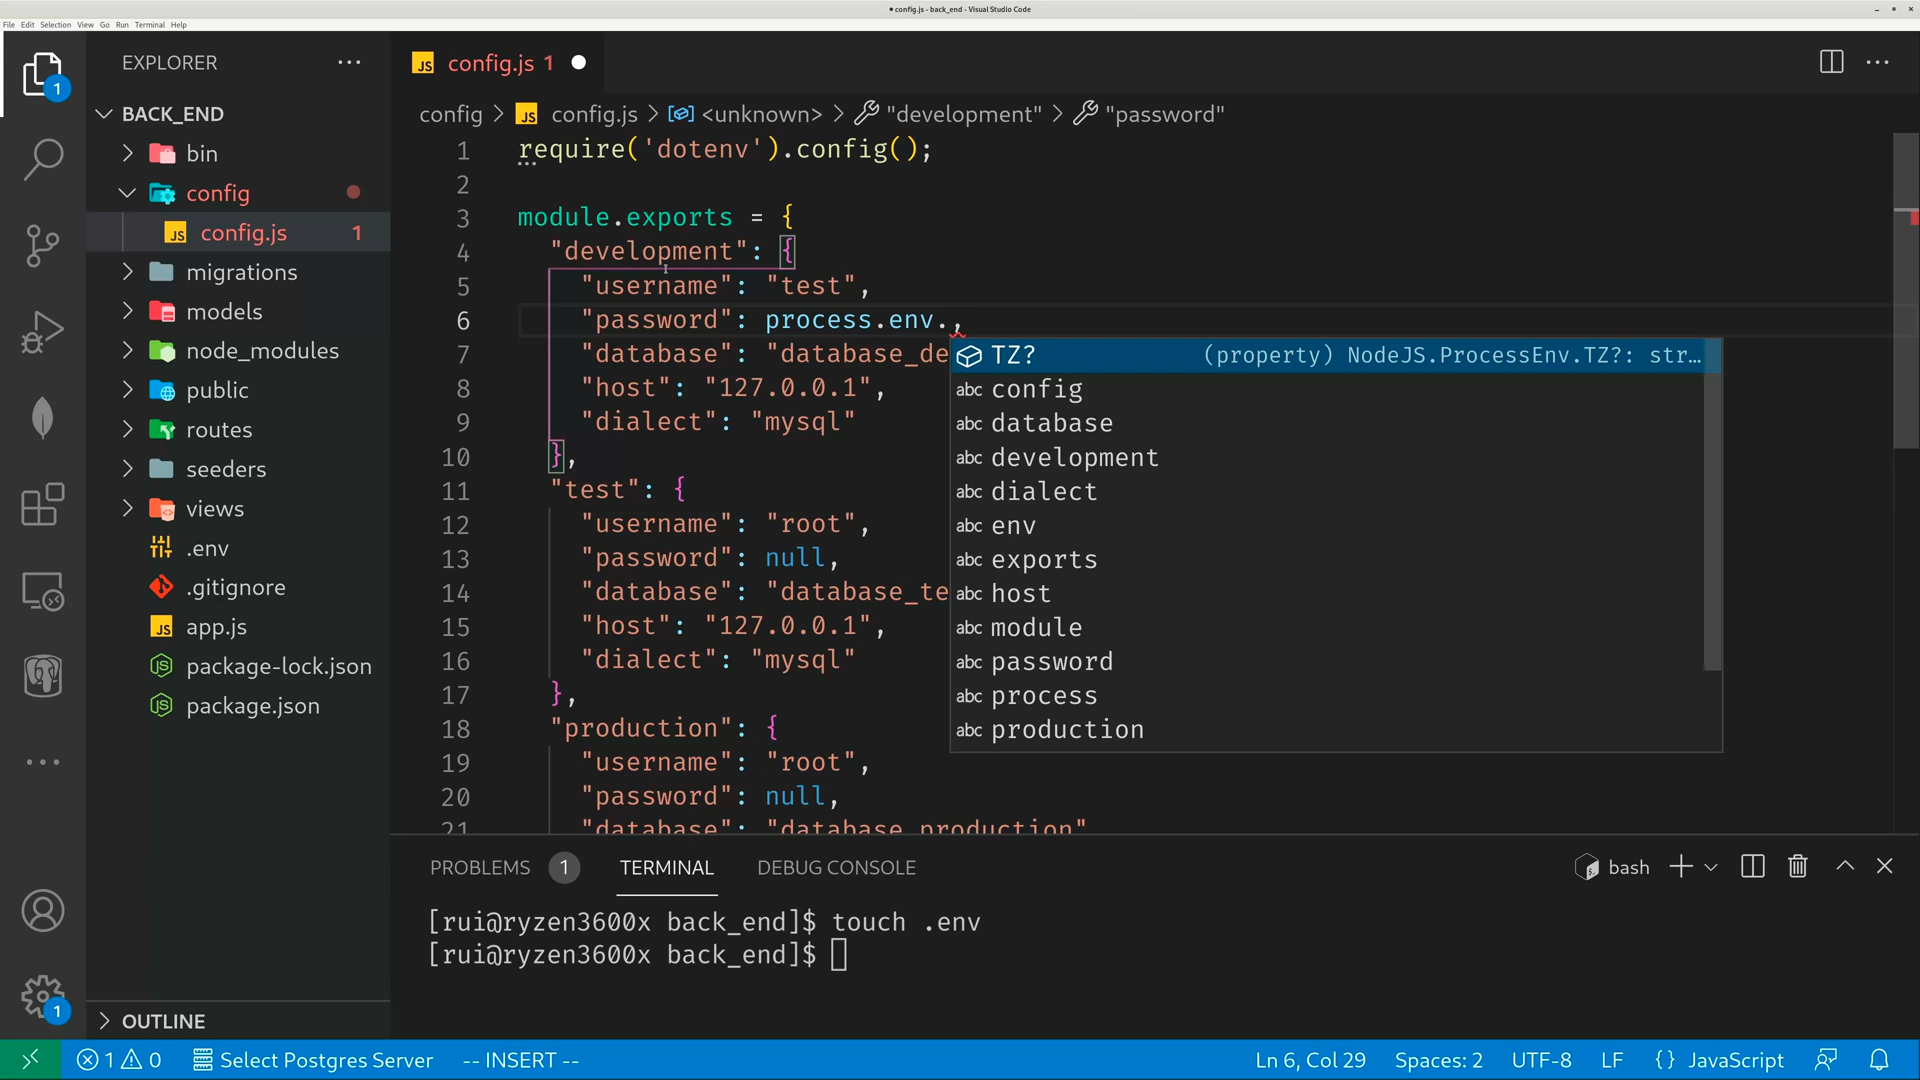 config.js - back_end - Visual Studio Code
File Edit Selection View Go Run Terminal Help
EXPLORER
config.js 1
BACK_END
bin
config
config.js 1
migrations
models
node_modules
public
routes
seeders
views
.env
.gitignore
app.js
package-lock.json
package.json
OUTLINE
1
1
config > JS config.js > <unknown> > "development" > "password"
1 require('dotenv').config();
2
3 module.exports = {
4 "development": {
5 "username": "test",
6 "password": process.env.,
7 "database": "database_de
8 "host": "127.0.0.1",
9 "dialect": "mysql"
10 },
11 "test": {
12 "username": "root",
13 "password": null,
14 "database": "database_te
15 "host": "127.0.0.1",
16 "dialect": "mysql"
17 },
18 "production": {
19 "username": "root",
20 "password": null,
21 "database": "database_production"
TZ? (property) NodeJS.ProcessEnv.TZ?: str...
abc config
abc database
abc development
abc dialect
abc env
abc exports
abc host
abc module
abc password
abc process
abc production
PROBLEMS 1 TERMINAL DEBUG CONSOLE bash
[rui@ryzen3600x back_end]$ touch .env
[rui@ryzen3600x back_end]$
1 0 Select Postgres Server -- INSERT -- Ln 6, Col 29 Spaces: 2 UTF-8 LF {} JavaScript